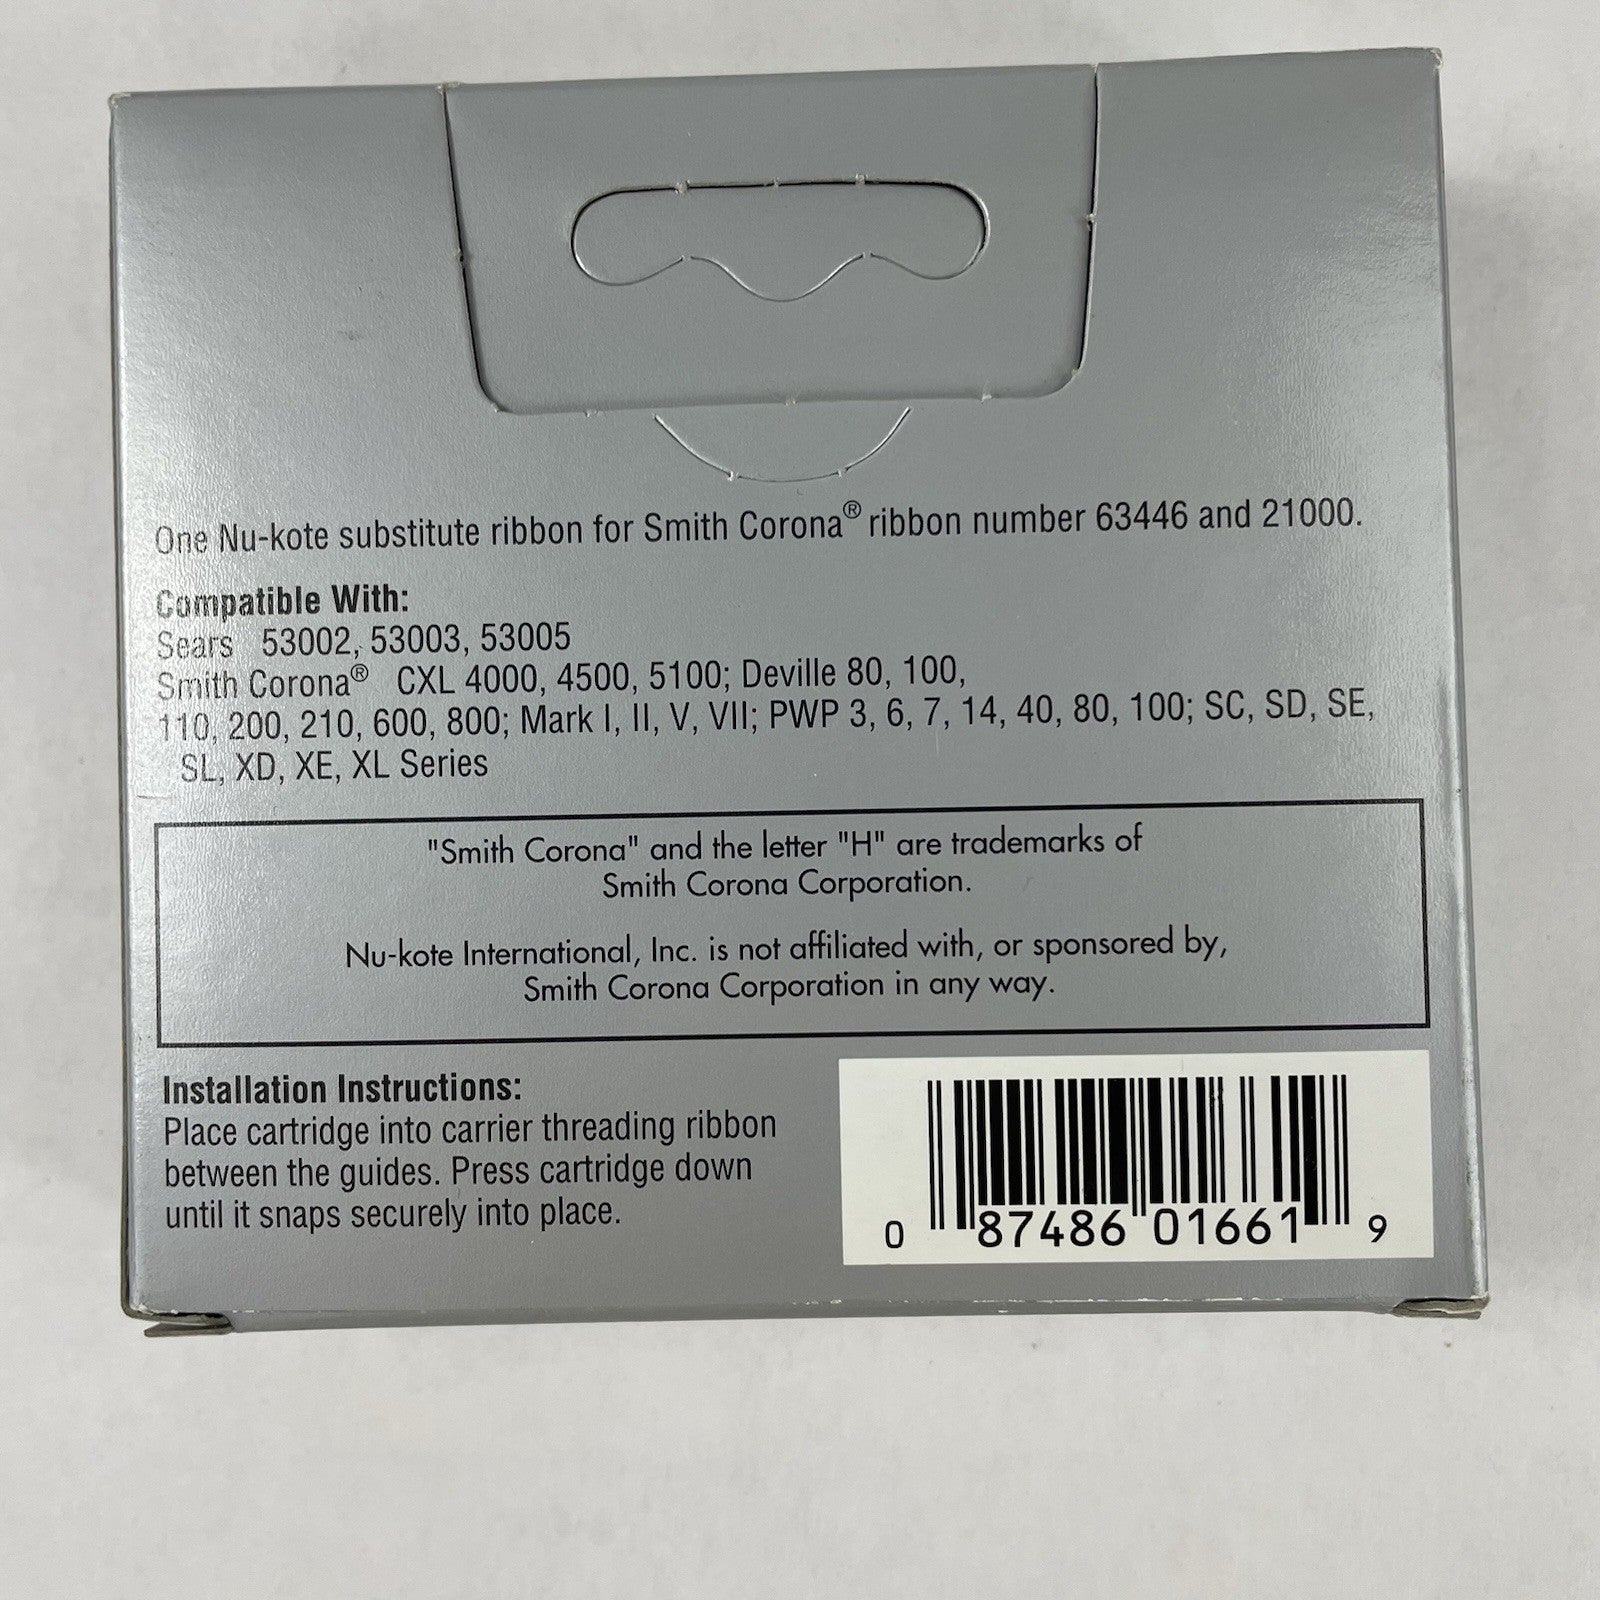 One Nu-kote substitute ribbon for Smith Corona® ribbon number 63446 and 21000.
Compatible With:
Sears 53002, 53003, 53005
Smith Corona® CXL 4000, 4500, 5100; Deville 80, 100,
110, 200, 210, 600, 800; Mark I, II, V, VII; PWP 3, 6, 7, 14, 40, 80, 100; SC, SD, SE,
SL, XD, XE, XL Series
"Smith Corona" and the letter "H" are trademarks of
Smith Corona Corporation.
Nu-kote International, Inc. is not affiliated with, or sponsored by,
Smith Corona Corporation in any way.
Installation Instructions:
Place cartridge into carrier threading ribbon
between the guides. Press cartridge down
until it snaps securely into place.
0 87486 01661 9